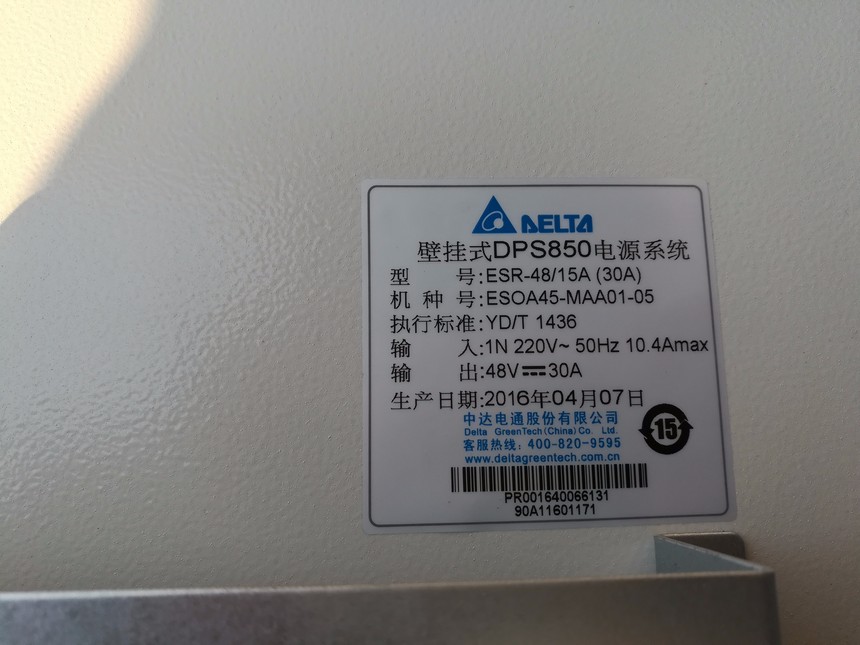 DELTA
壁挂式DPS850电源系统
型 号:ESR-48/15A (30A)
机 种 号:ESOA45-MAA01-05
执行标准:YD/T 1436
输 入:1N 220V~ 50Hz 10.4Amax
输 出:48V⎓30A
生产日期:2016年04月07日
中达电通股份有限公司
Delta GreenTech(China) Co. Ltd.
客服热线: 400-820-9595
www.deltagreentech.com.cn
15
PR001640066131
90A11601171